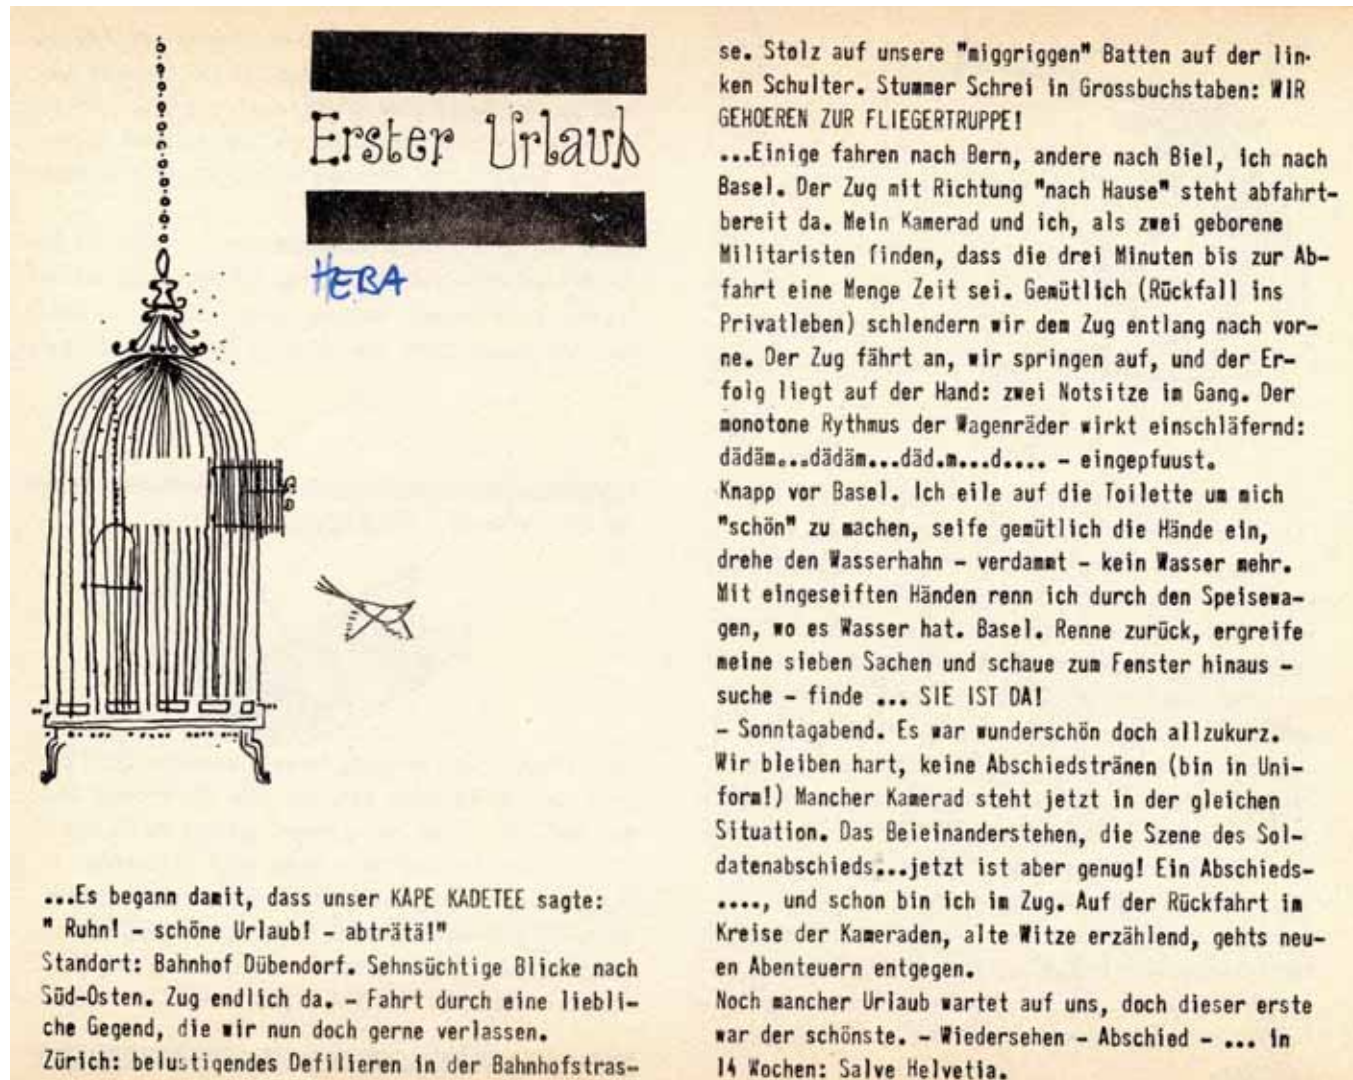 Erster Urlaub
HEBA
...Es begann damit, dass unser KAPE KADETEE sagte:
" Ruhn! - schöne Urlaub! - abträtä!"
Standort: Bahnhof Dübendorf. Sehnsüchtige Blicke nach
Süd-Osten. Zug endlich da. - Fahrt durch eine liebli-
che Gegend, die wir nun doch gerne verlassen.
Zürich: belustigendes Defilieren in der Bahnhofstras-
se. Stolz auf unsere "miggriggen" Batten auf der lin-
ken Schulter. Stummer Schrei in Grossbuchstaben: WIR
GEHOEREN ZUR FLIEGERTRUPPE!
...Einige fahren nach Bern, andere nach Biel, ich nach
Basel. Der Zug mit Richtung "nach Hause" steht abfahrt-
bereit da. Mein Kamerad und ich, als zwei geborene
Militaristen finden, dass die drei Minuten bis zur Ab-
fahrt eine Menge Zeit sei. Gemütlich (Rückfall ins
Privatleben) schlendern wir dem Zug entlang nach vor-
ne. Der Zug fährt an, wir springen auf, und der Er-
folg liegt auf der Hand: zwei Notsitze im Gang. Der
monotone Rythmus der Wagenräder wirkt einschläfernd:
dädäm...dädäm...däd.m...d.... - eingepfuust.
Knapp vor Basel. Ich eile auf die Toilette um mich
"schön" zu machen, seife gemütlich die Hände ein,
drehe den Wasserhahn - verdammt - kein Wasser mehr.
Mit eingeseiften Händen renn ich durch den Speisewa-
gen, wo es Wasser hat. Basel. Renne zurück, ergreife
meine sieben Sachen und schaue zum Fenster hinaus -
suche - finde ... SIE IST DA!
- Sonntagabend. Es war wunderschön doch allzukurz.
Wir bleiben hart, keine Abschiedstränen (bin in Uni-
form!) Mancher Kamerad steht jetzt in der gleichen
Situation. Das Beieinanderstehen, die Szene des Sol-
datenabschieds...jetzt ist aber genug! Ein Abschieds-
...., und schon bin ich im Zug. Auf der Rückfahrt im
Kreise der Kameraden, alte Witze erzählend, gehts neu-
en Abenteuern entgegen.
Noch mancher Urlaub wartet auf uns, doch dieser erste
war der schönste. - Wiedersehen - Abschied - ... in
14 Wochen: Salve Helvetia.